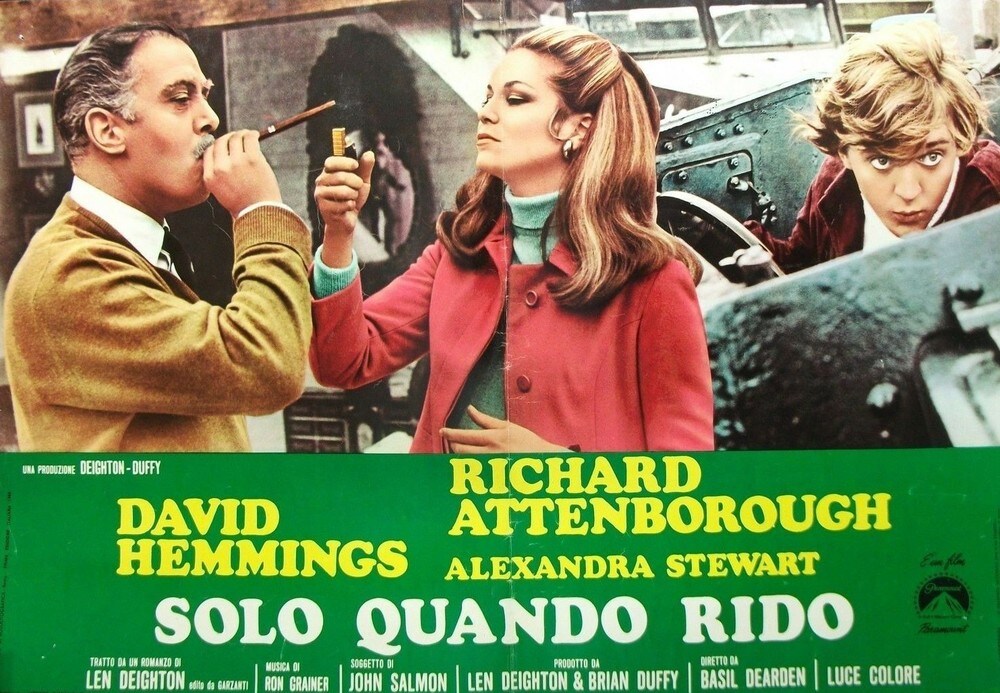 UNA PRODUZIONE DEIGHTON-DUFFY
DAVID
HEMMINGS
RICHARD
ATTENBOROUGH
ALEXANDRA STEWART
SOLO QUANDO RIDO
E' un film
Paramount
TRATTO DA UN ROMANZO DI
LEN DEIGHTON edito da GARZANTI
MUSICA DI
RON GRAINER
SOGGETTO DI
JOHN SALMON
PRODOTTO DA
LEN DEIGHTON & BRIAN DUFFY
DIRETTO DA
BASIL DEARDEN
LUCE COLORE